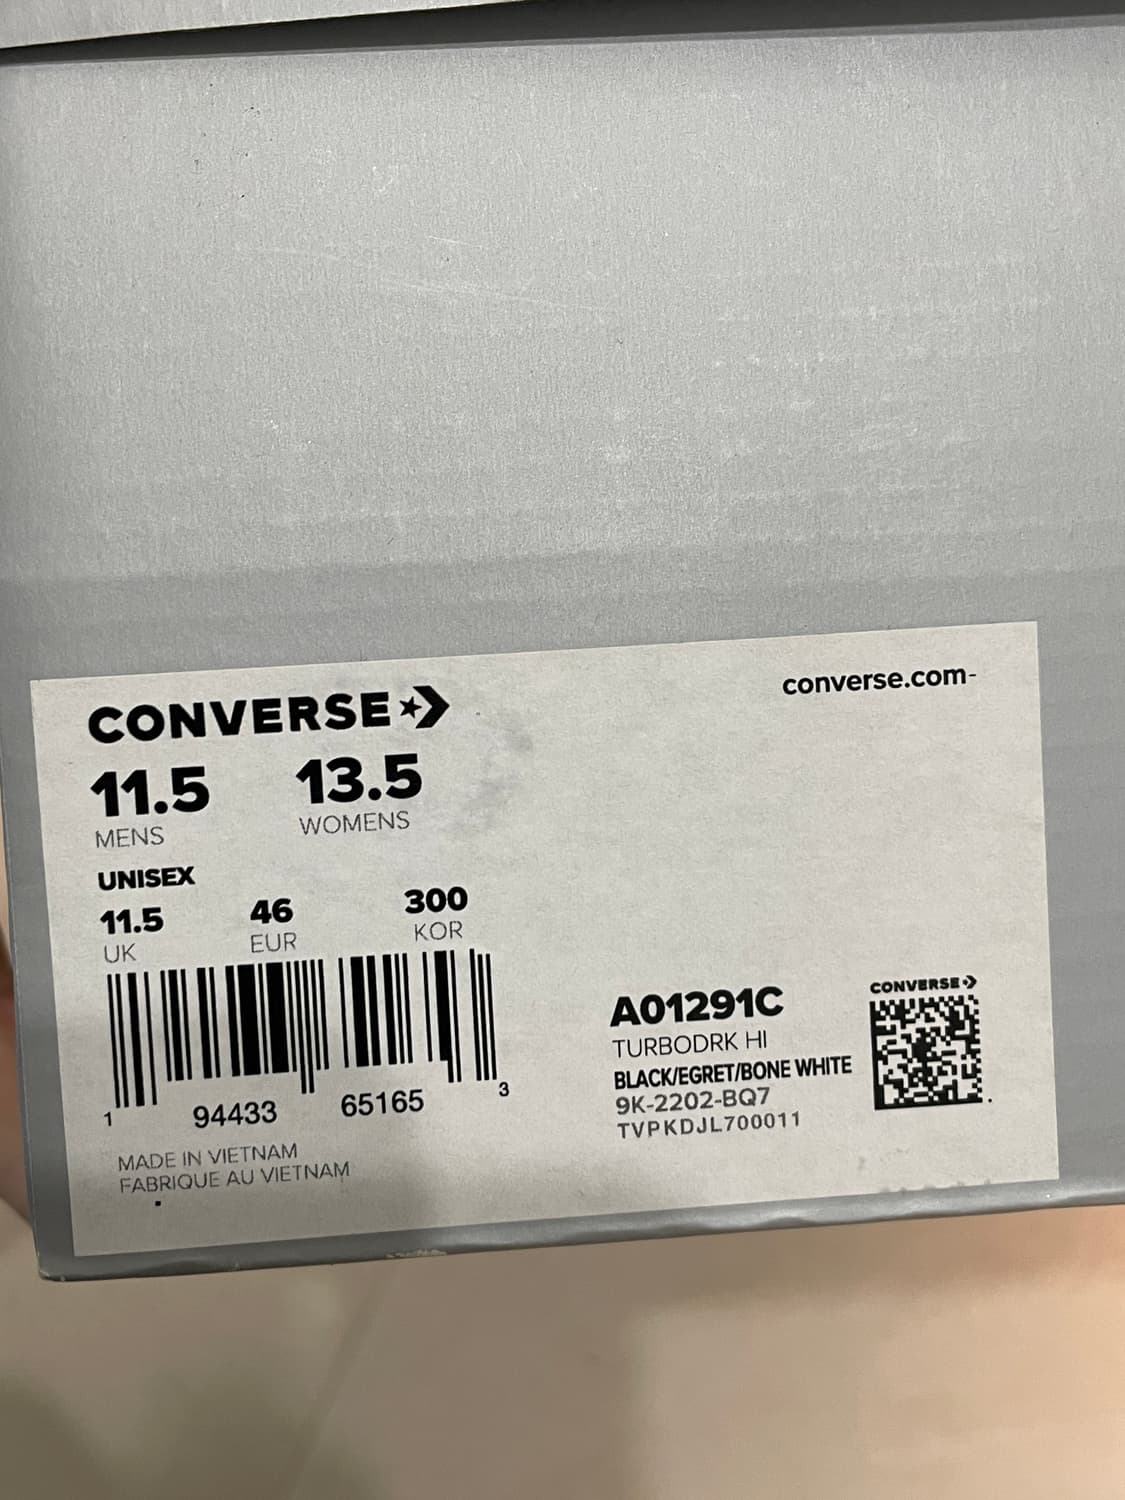 CONVERSE
converse.com-
11.5 13.5
MENS WOMENS
UNISEX
11.5 46 300
UK EUR KOR
1 94433 65165 3
MADE IN VIETNAM
FABRIQUE AU VIETNAM
CONVERSE
A01291C
TURBODRK HI
BLACK/EGRET/BONE WHITE
9K-2202-BQ7
TVPKDJL700011